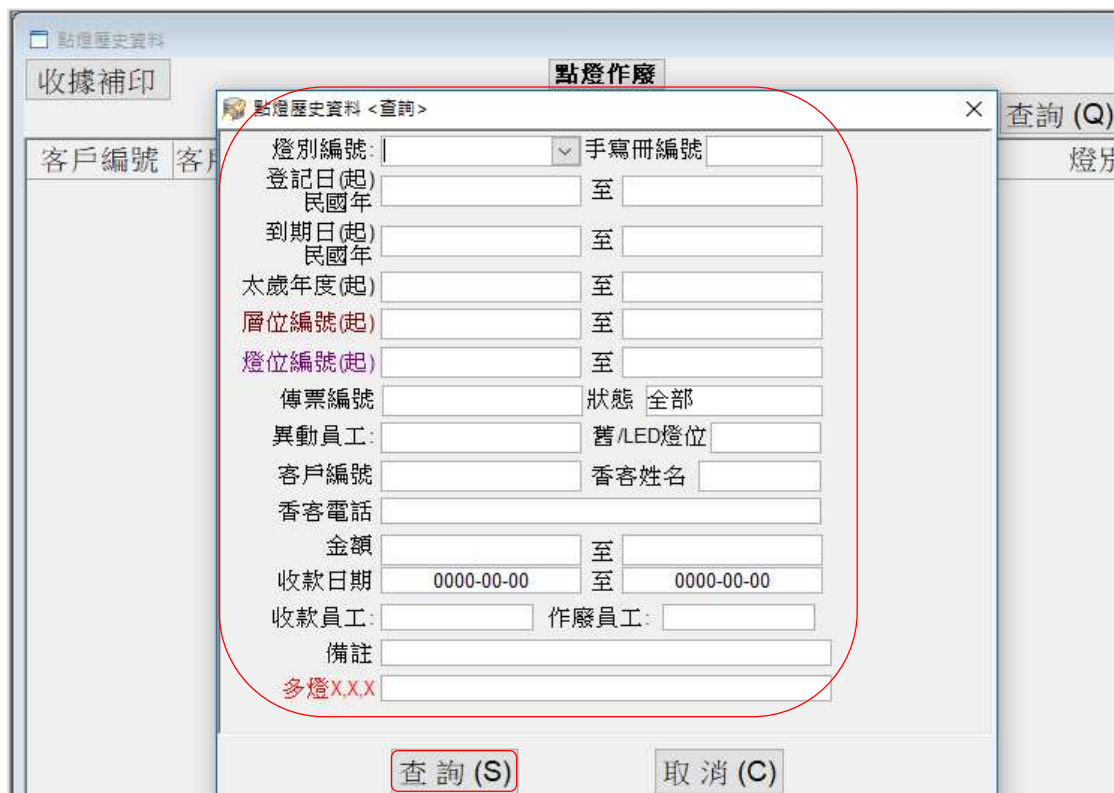 點燈歷史資料
收據補印
點燈作廢
查詢 (Q)
客戶編號 客戶
燈別
點燈歷史資料 <查詢>
燈別編號: 手寫冊編號
登記日(起) 至
民國年
到期日(起) 至
民國年
太歲年度(起) 至
層位編號(起) 至
燈位編號(起) 至
傳票編號 狀態 全部
異動員工: 舊/LED燈位
客戶編號 香客姓名
香客電話
金額 至
收款日期 0000-00-00 至 0000-00-00
收款員工: 作廢員工:
備註
多燈X,X,X
查 詢 (S) 取 消 (C)